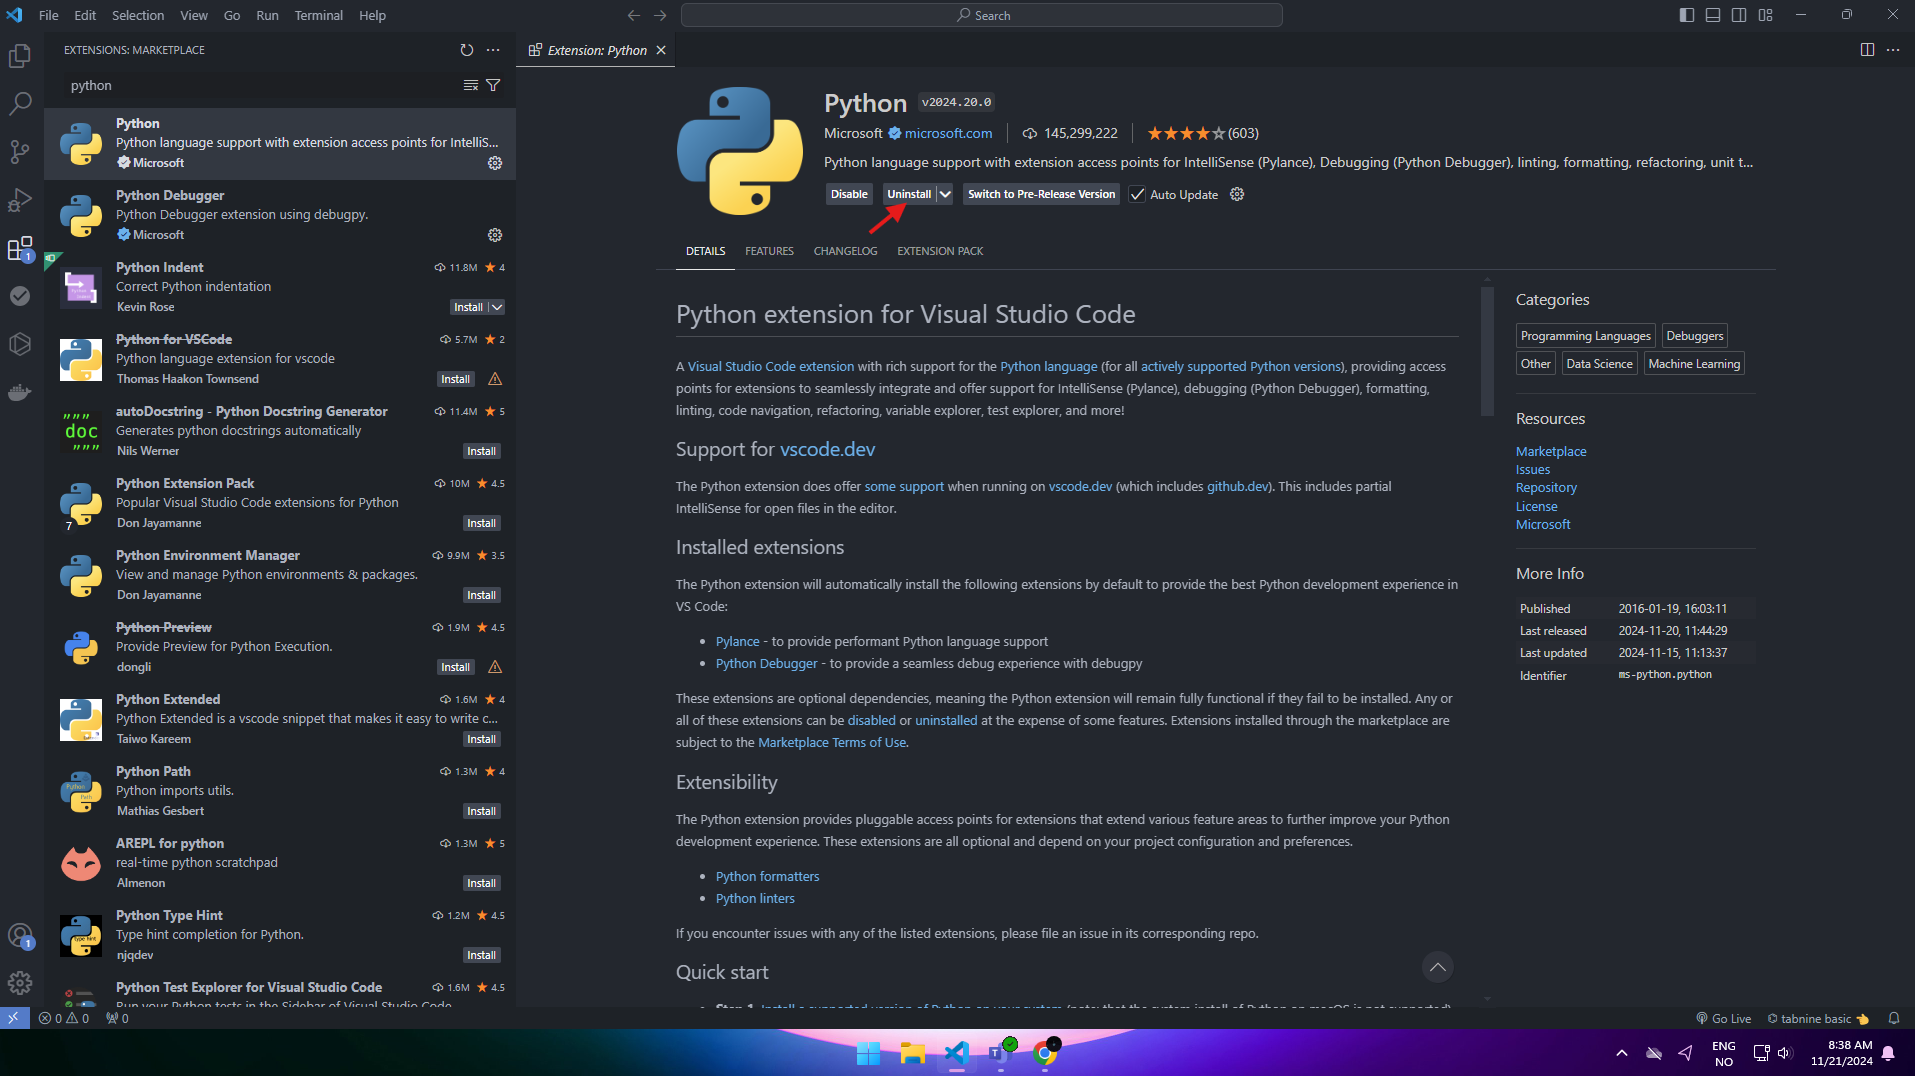 File Edit Selection View Go Run Terminal Help
Search
EXTENSIONS: MARKETPLACE
python
Python
Python language support with extension access points for IntelliS...
Microsoft
Python Debugger
Python Debugger extension using debugpy.
Microsoft
Python Indent 11.8M 4
Correct Python indentation
Kevin Rose Install
Python for VSCode 5.7M 2
Python language extension for vscode
Thomas Haakon Townsend Install
""" doc """
autoDocstring - Python Docstring Generator 11.4M 5
Generates python docstrings automatically
Nils Werner Install
Python Extension Pack 10M 4.5
Popular Visual Studio Code extensions for Python
7
Don Jayamanne Install
Python Environment Manager 9.9M 3.5
View and manage Python environments & packages.
Don Jayamanne Install
Python Preview 1.9M 4.5
Provide Preview for Python Execution.
dongli Install
Python Extended 1.6M 4
Python Extended is a vscode snippet that makes it easy to write c...
Taiwo Kareem Install
Python Path 1.3M 4
Python imports utils.
Mathias Gesbert Install
AREPL for python 1.3M 5
real-time python scratchpad
Almenon Install
Python Type Hint 1.2M 4.5
Type hint completion for Python.
njqdev Install
Python Test Explorer for Visual Studio Code 1.6M 4.5
Run your Python tests in the Sidebar of Visual Studio Code
1
1
Extension: Python
Python v2024.20.0
Microsoft microsoft.com 145,299,222 (603)
Python language support with extension access points for IntelliSense (Pylance), Debugging (Python Debugger), linting, formatting, refactoring, unit t...
Disable Uninstall Switch to Pre-Release Version Auto Update
DETAILS FEATURES CHANGELOG EXTENSION PACK
Python extension for Visual Studio Code
A Visual Studio Code extension with rich support for the Python language (for all actively supported Python versions), providing access
points for extensions to seamlessly integrate and offer support for IntelliSense (Pylance), debugging (Python Debugger), formatting,
linting, code navigation, refactoring, variable explorer, test explorer, and more!
Support for vscode.dev
The Python extension does offer some support when running on vscode.dev (which includes github.dev). This includes partial
IntelliSense for open files in the editor.
Installed extensions
The Python extension will automatically install the following extensions by default to provide the best Python development experience in
VS Code:
• Pylance - to provide performant Python language support
• Python Debugger - to provide a seamless debug experience with debugpy
These extensions are optional dependencies, meaning the Python extension will remain fully functional if they fail to be installed. Any or
all of these extensions can be disabled or uninstalled at the expense of some features. Extensions installed through the marketplace are
subject to the Marketplace Terms of Use.
Extensibility
The Python extension provides pluggable access points for extensions that extend various feature areas to further improve your Python
development experience. These extensions are all optional and depend on your project configuration and preferences.
• Python formatters
• Python linters
If you encounter issues with any of the listed extensions, please file an issue in its corresponding repo.
Quick start
• Step 1. Install a supported version of Python on your system (note: that the system install of Python on macOS is not supported).
Categories
Programming Languages Debuggers
Other Data Science Machine Learning
Resources
Marketplace
Issues
Repository
License
Microsoft
More Info
Published 2016-01-19, 16:03:11
Last released 2024-11-20, 11:44:29
Last updated 2024-11-15, 11:13:37
Identifier ms-python.python
0 0 0 Go Live tabnine basic
ENG
NO
8:38 AM
11/21/2024